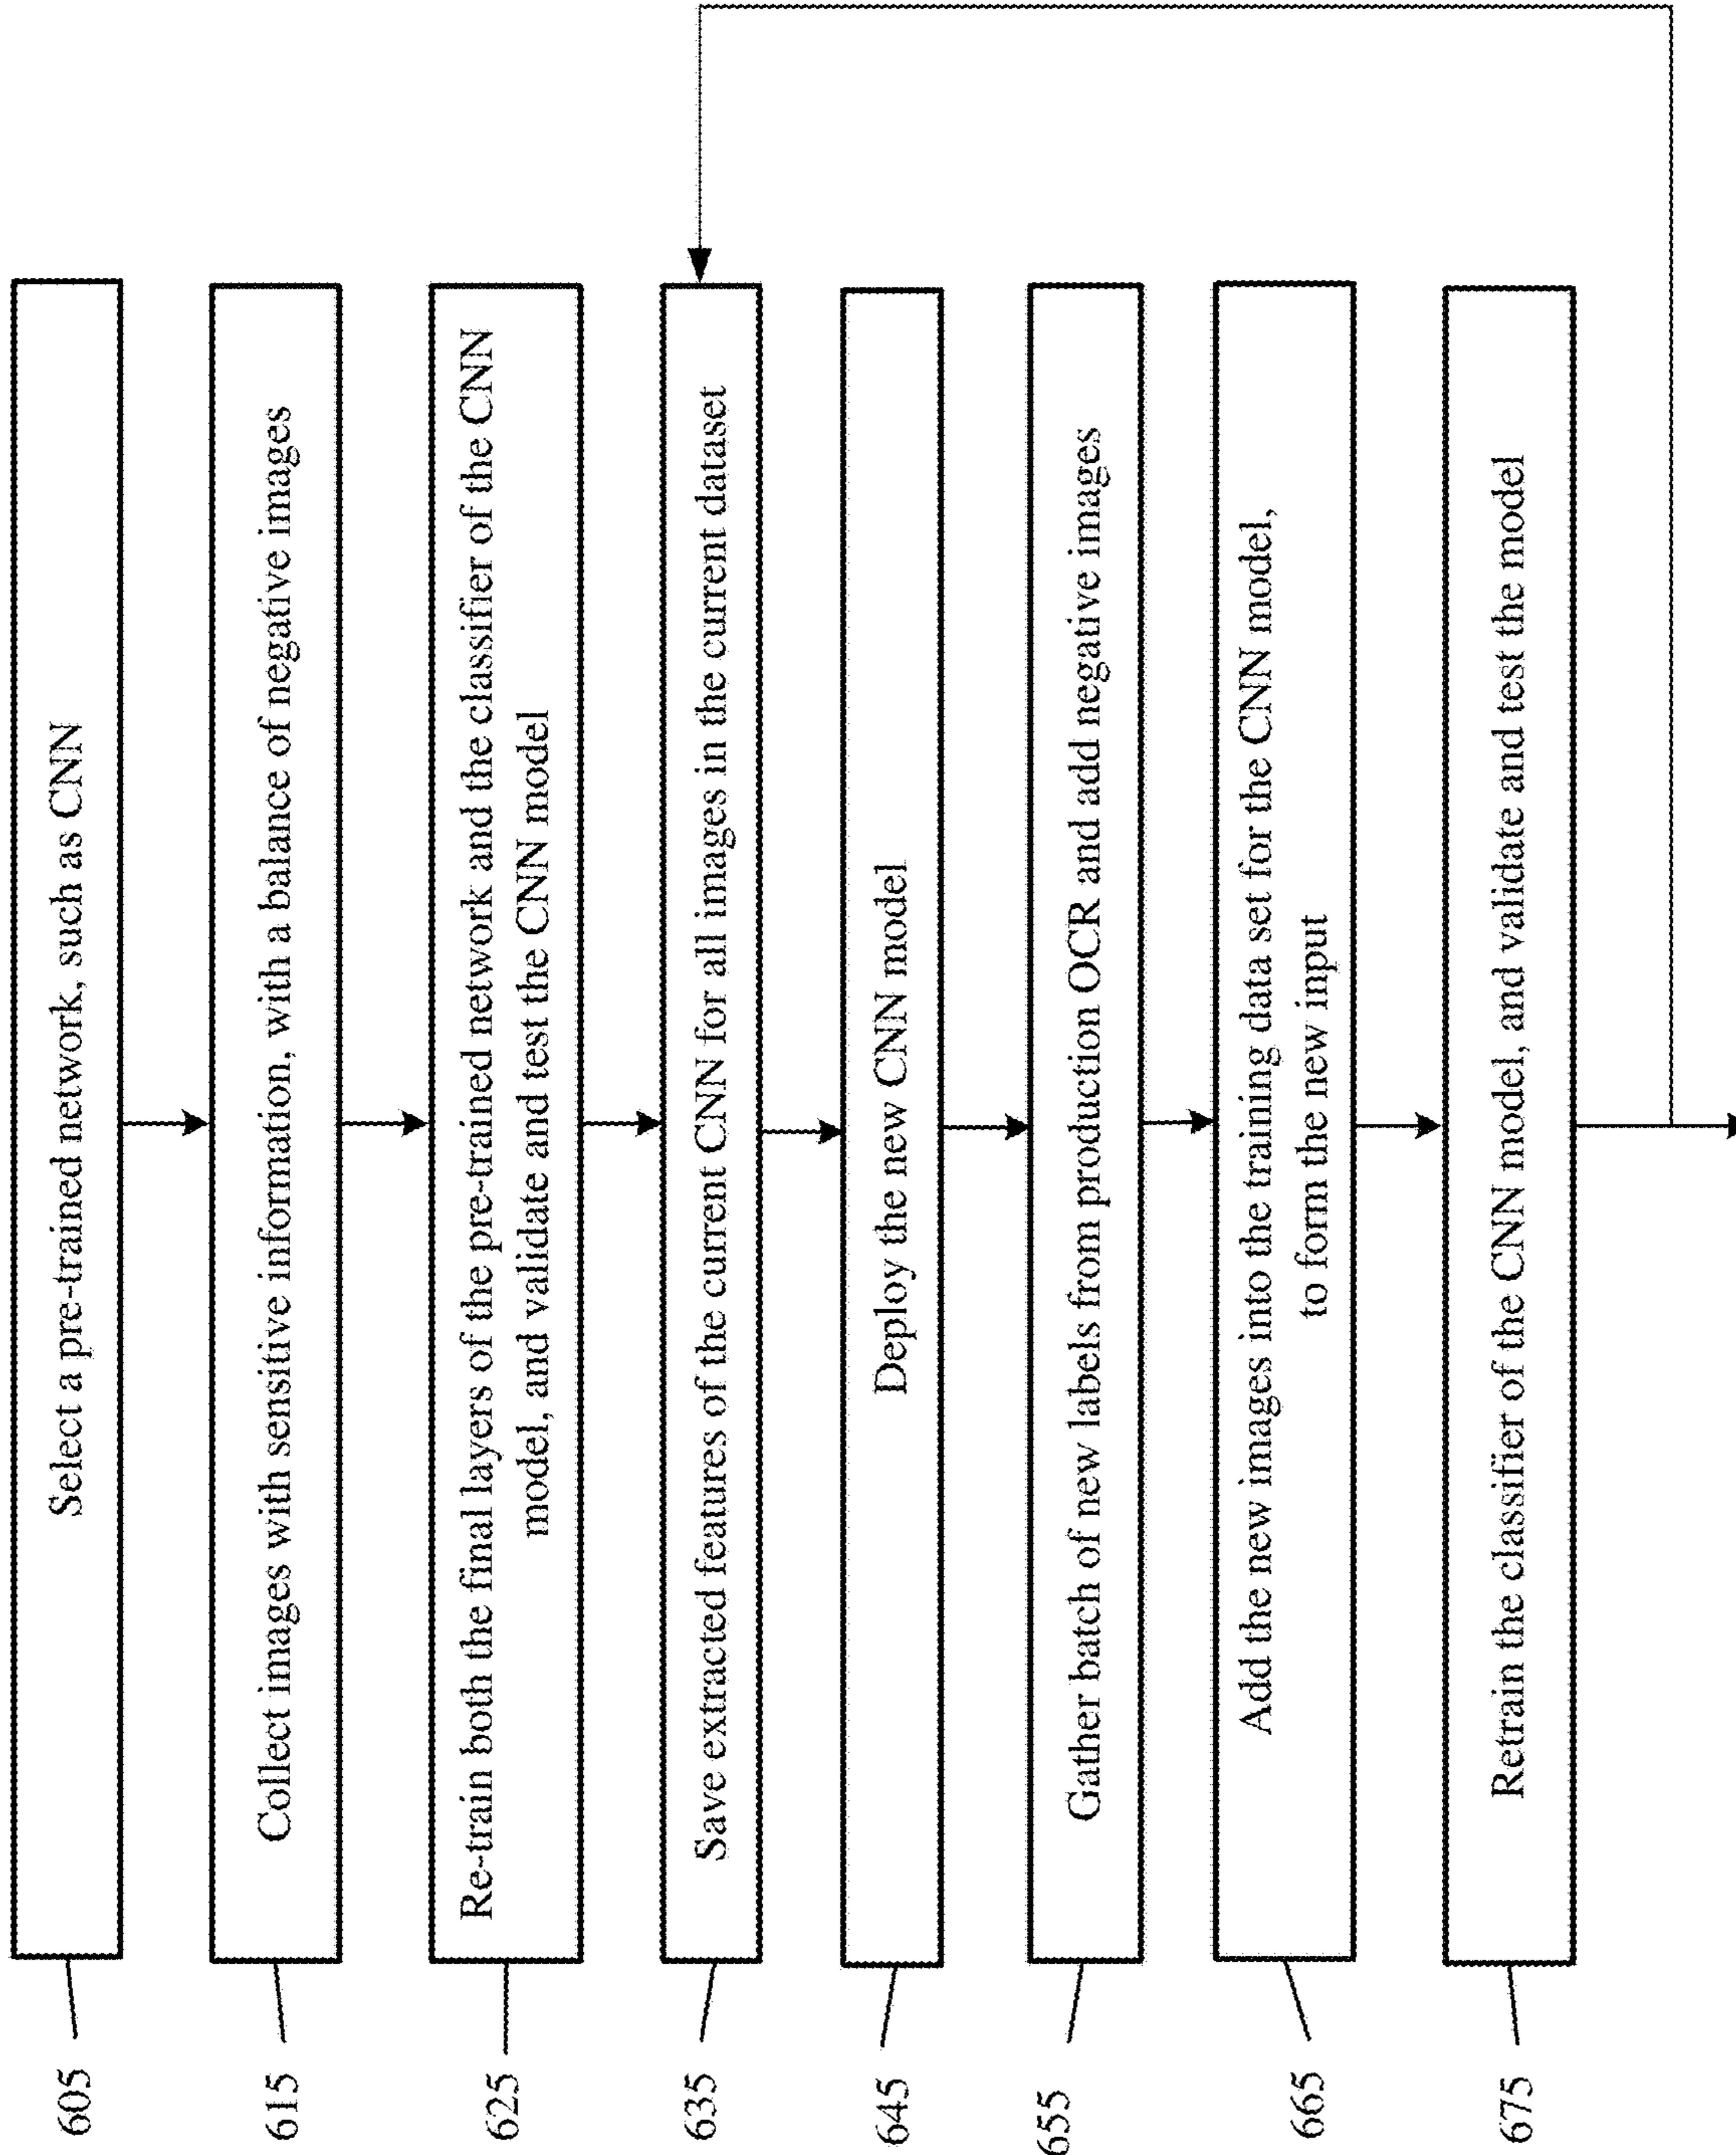 605
Select a pre-trained network, such as CNN
615
Collect images with sensitive information, with a balance of negative images
625
Re-train both the final layers of the pre-trained network and the classifier of the CNN
model, and validate and test the CNN model
635
Save extracted features of the current CNN for all images in the current dataset
645
Deploy the new CNN model
655
Gather batch of new labels from production OCR and add negative images
665
Add the new images into the training data set for the CNN model,
to form the new input
675
Retrain the classifier of the CNN model, and validate and test the model